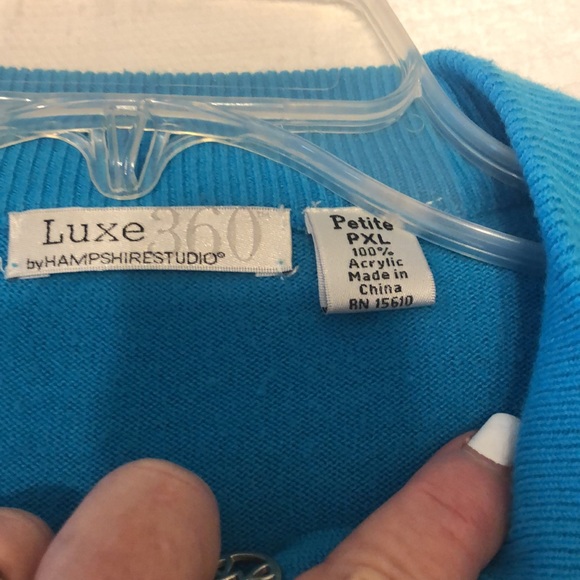 Luxe 360
by HAMPSHIRESTUDIO®
Petite
PXL
100%
Acrylic
Made in
China
RN 15610